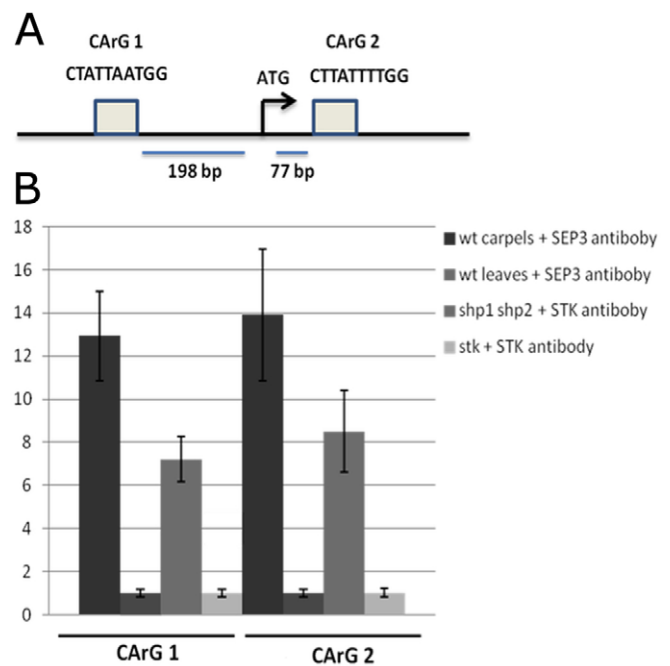 A
CArG 1
CTATTAATGG
ATG
CArG 2
CTTATTTTGG
198 bp
77 bp
B
18
16
14
12
10
8
6
4
2
0
wt carpels + SEP3 antiboby
wt leaves + SEP3 antiboby
shp1 shp2 + STK antiboby
stk + STK antibody
CArG 1
CArG 2